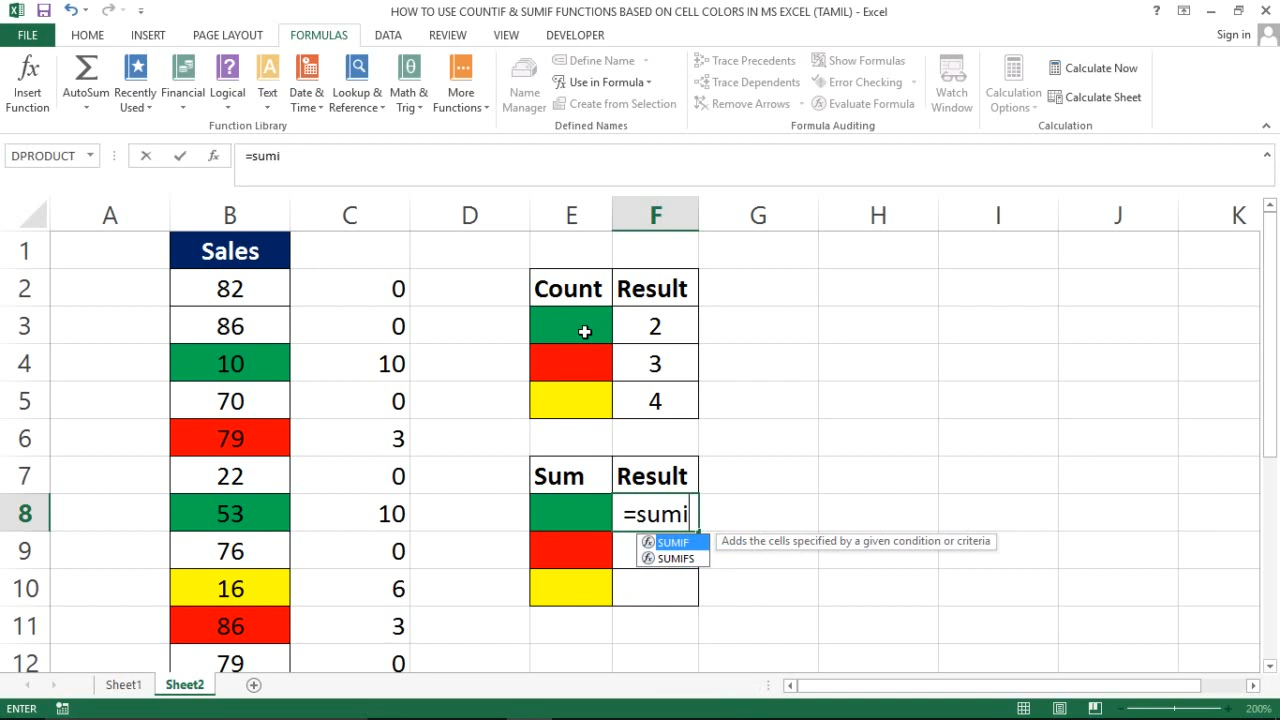 HOW TO USE COUNTIF & SUMIF FUNCTIONS BASED ON CELL COLORS IN MS EXCEL (TAMIL) - Excel
?
FILE HOME INSERT PAGE LAYOUT FORMULAS DATA REVIEW VIEW DEVELOPER Sign in
Insert Function
AutoSum
Recently Used
Financial
Logical
Text
Date & Time
Lookup & Reference
Math & Trig
More Functions
Function Library
Name Manager
Define Name
Use in Formula
Create from Selection
Defined Names
Trace Precedents
Trace Dependents
Remove Arrows
Show Formulas
Error Checking
Evaluate Formula
Formula Auditing
Watch Window
Calculation Options
Calculate Now
Calculate Sheet
Calculation
DPRODUCT fx =sumi
A B C D E F G H I J K
1 Sales
2 82 0 Count Result
3 86 0 2
4 10 10 3
5 70 0 4
6 79 3
7 22 0 Sum Result
8 53 10 =sumi
SUMIF Adds the cells specified by a given condition or criteria
SUMIFS
9 76 0
10 16 6
11 86 3
12 79 0
Sheet1 Sheet2
ENTER 200%